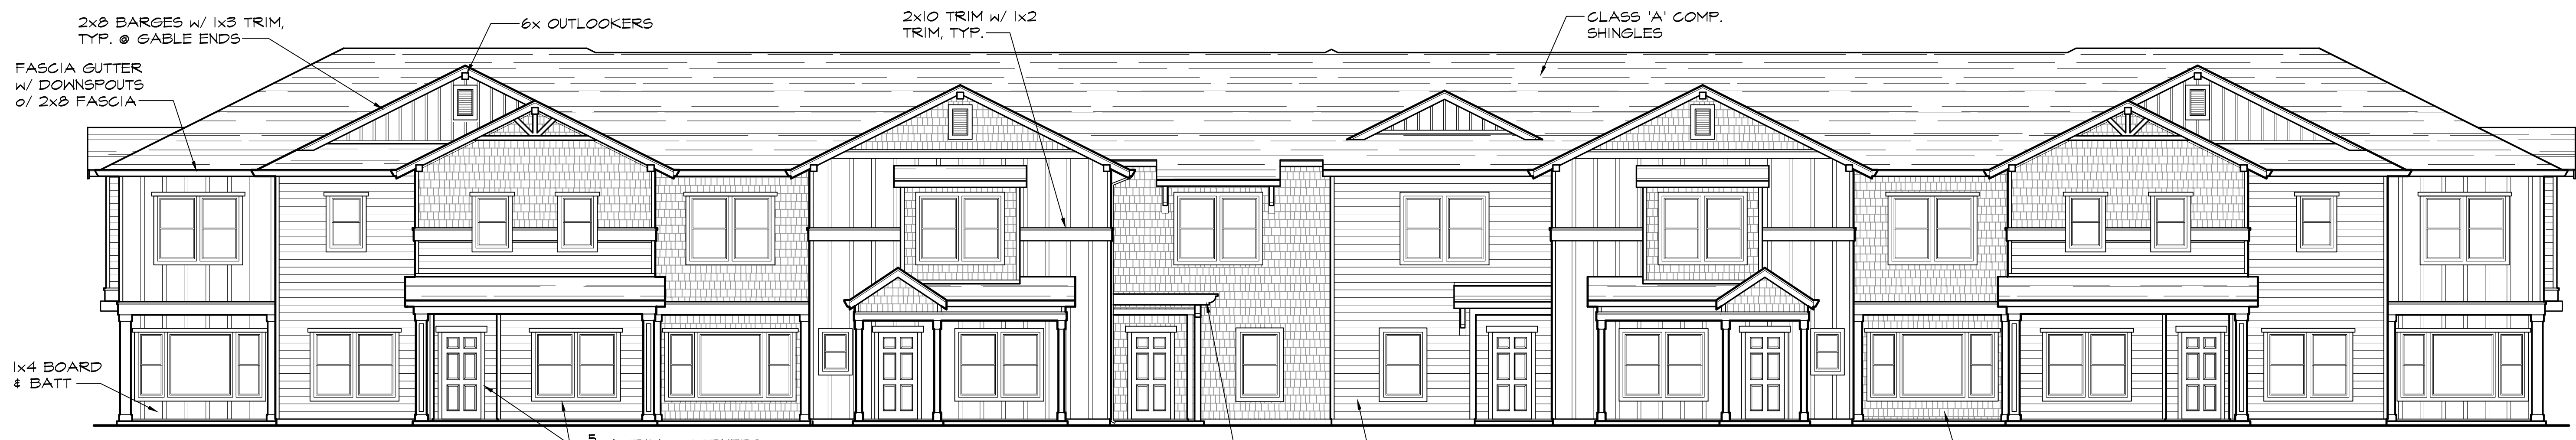 2x8 BARGES w/ 1x3 TRIM,
TYP. @ GABLE ENDS
6x OUTLOOKERS
2x10 TRIM w/ 1x2
TRIM, TYP.
CLASS 'A' COMP.
SHINGLES
FASCIA GUTTER
w/ DOWNSPOUTS
o/ 2x8 FASCIA
1x4 BOARD
& BATT
5